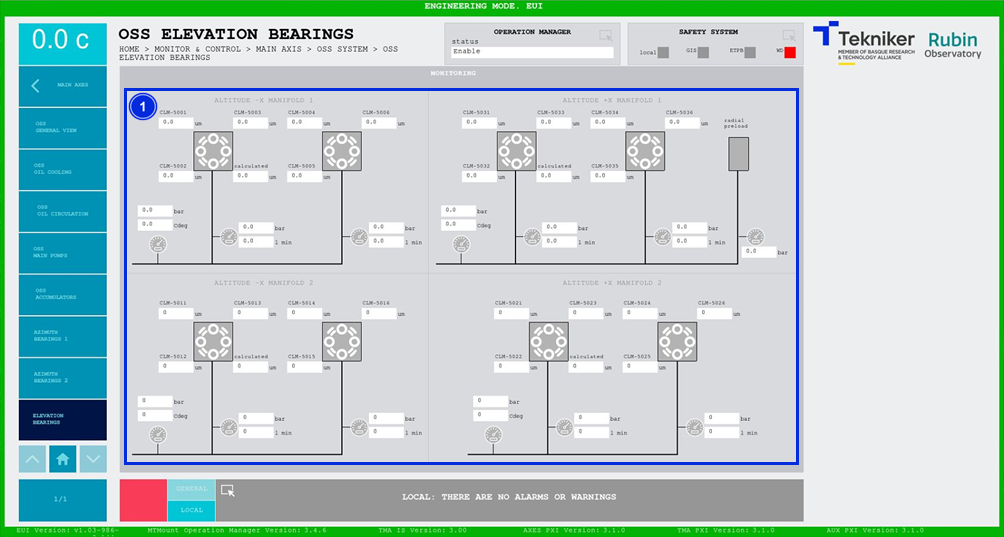 ENGINEERING MODE. EUI
0.0 c
OSS ELEVATION BEARINGS
HOME > MONITOR & CONTROL > MAIN AXIS > OSS SYSTEM > OSS
ELEVATION BEARINGS
OPERATION MANAGER
status
Enable
SAFETY SYSTEM
local GIS ETPB WD
Tekniker
MEMBER OF BASQUE RESEARCH
& TECHNOLOGY ALLIANCE
Rubin
Observatory
MAIN AXES
OSS
GENERAL VIEW
OSS
OIL COOLING
OSS
OIL CIRCULATION
OSS
MAIN PUMPS
OSS
ACCUMULATORS
AZIMUTH
BEARINGS 1
AZIMUTH
BEARINGS 2
ELEVATION
BEARINGS
1/1
MONITORING
1
ALTITUDE -X MANIFOLD 1
CLM-5001 CLM-5003 CLM-5004 CLM-5006
0.0 um 0.0 um 0.0 um 0.0 um
CLM-5002 calculated CLM-5005
0.0 um 0.0 um 0.0 um
0.0 bar
0.0 Cdeg
0.0 bar 0.0 bar
0.0 l min 0.0 l min
ALTITUDE +X MANIFOLD 1
CLM-5031 CLM-5033 CLM-5034 CLM-5036
0.0 um 0.0 um 0.0 um 0.0 um
radial
preload
CLM-5032 calculated CLM-5035
0.0 um 0.0 um 0.0 um
0.0 bar
0.0 Cdeg
0.0 bar 0.0 bar
0.0 l min 0.0 l min
0.0 bar
ALTITUDE -X MANIFOLD 2
CLM-5011 CLM-5013 CLM-5014 CLM-5016
0 um 0 um 0 um 0 um
CLM-5012 calculated CLM-5015
0 um 0 um 0 um
0 bar
0 Cdeg
0 bar 0 bar
0 l min 0 l min
ALTITUDE +X MANIFOLD 2
CLM-5021 CLM-5023 CLM-5024 CLM-5026
0 um 0 um 0 um 0 um
CLM-5022 calculated CLM-5025
0 um 0 um 0 um
0 bar
0 Cdeg
0 bar 0 bar
0 l min 0 l min
GENERAL
LOCAL
LOCAL: THERE ARE NO ALARMS OR WARNINGS
EUI Version: v1.03-986- MTMount Operation Manager Version: 3.4.6 TMA IS Version: 3.00 AXES PXI Version: 3.1.0 TMA PXI Version: 3.1.0 AUX PXI Version: 3.1.0